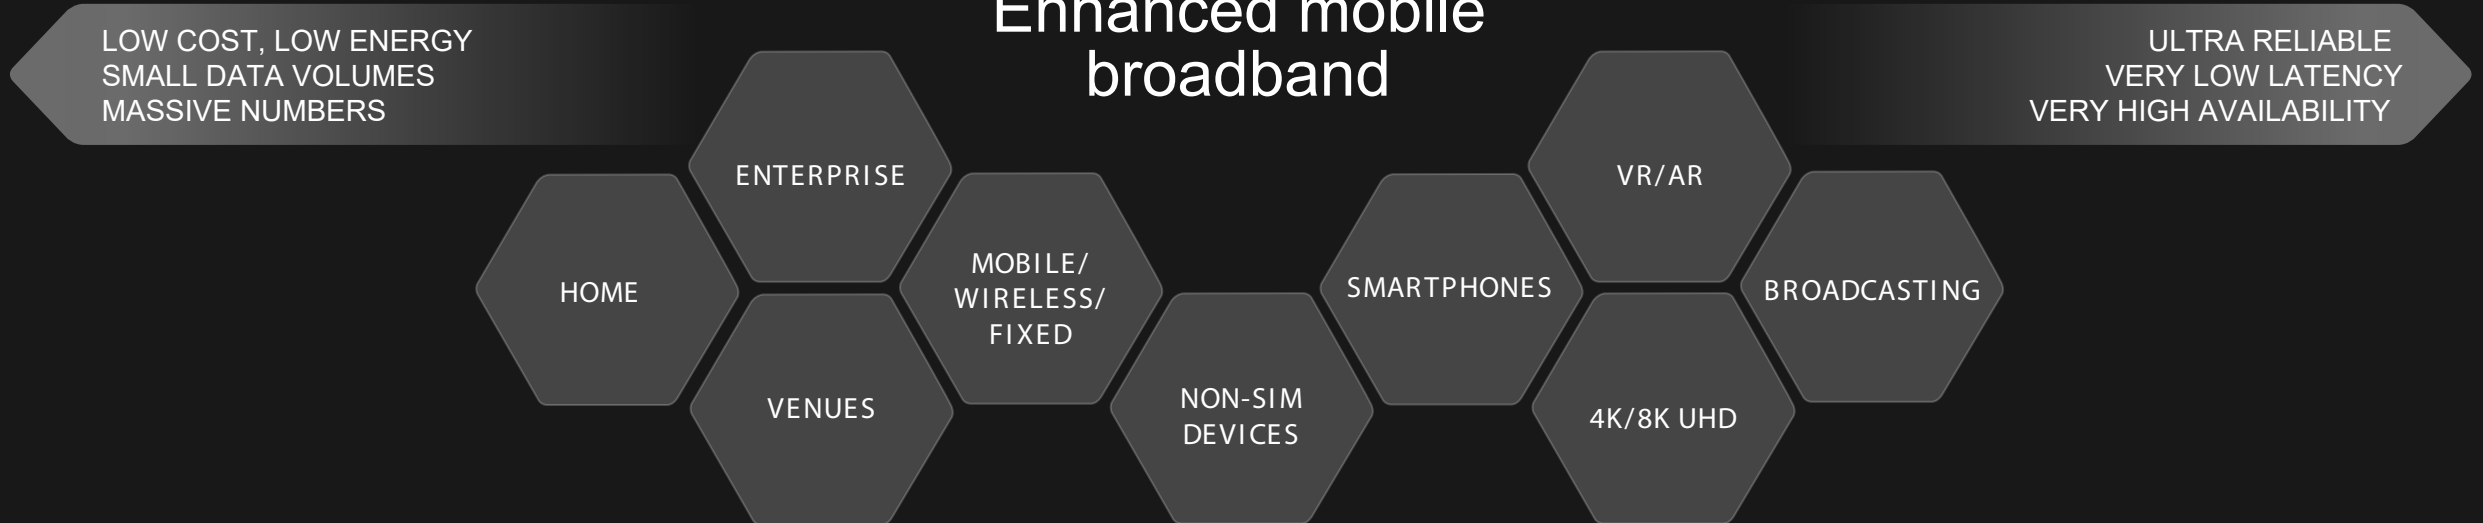 Enhanced mobile
broadband
LOW COST, LOW ENERGY
SMALL DATA VOLUMES
MASSIVE NUMBERS
ULTRA RELIABLE
VERY LOW LATENCY
VERY HIGH AVAILABILITY
HOME
ENTERPRISE
VENUES
MOBILE/
WIRELESS/
FIXED
NON-SIM
DEVICES
SMARTPHONES
VR/AR
4K/8K UHD
BROADCASTING